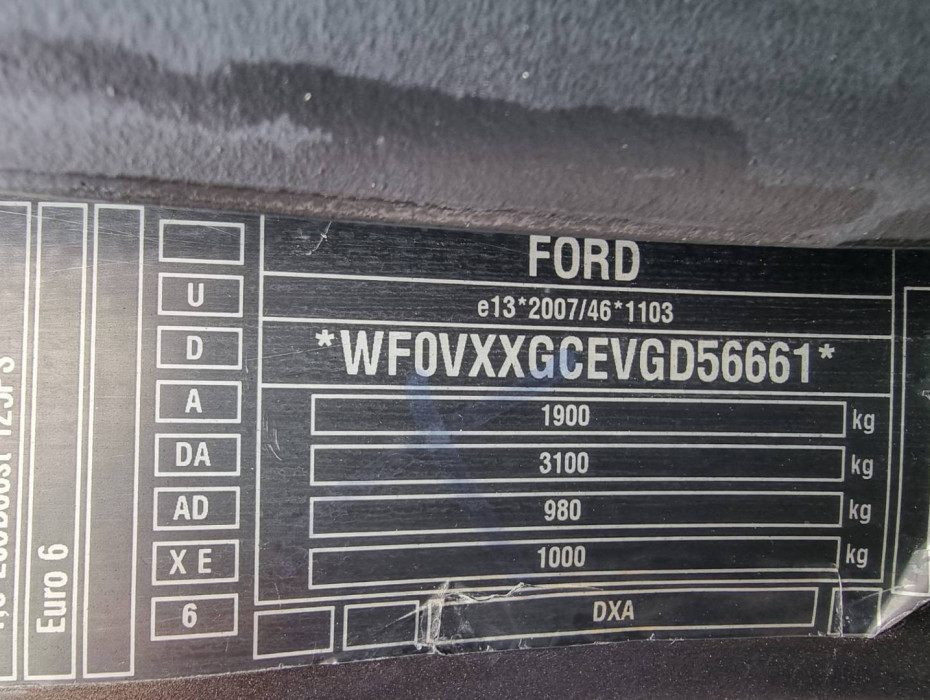 FORD
e13*2007/46*1103
*WF0VXXGCEVGD56661*
1900 kg
3100 kg
980 kg
1000 kg
DXA
U
D
A
DA
AD
X E
6
Euro 6
125PS